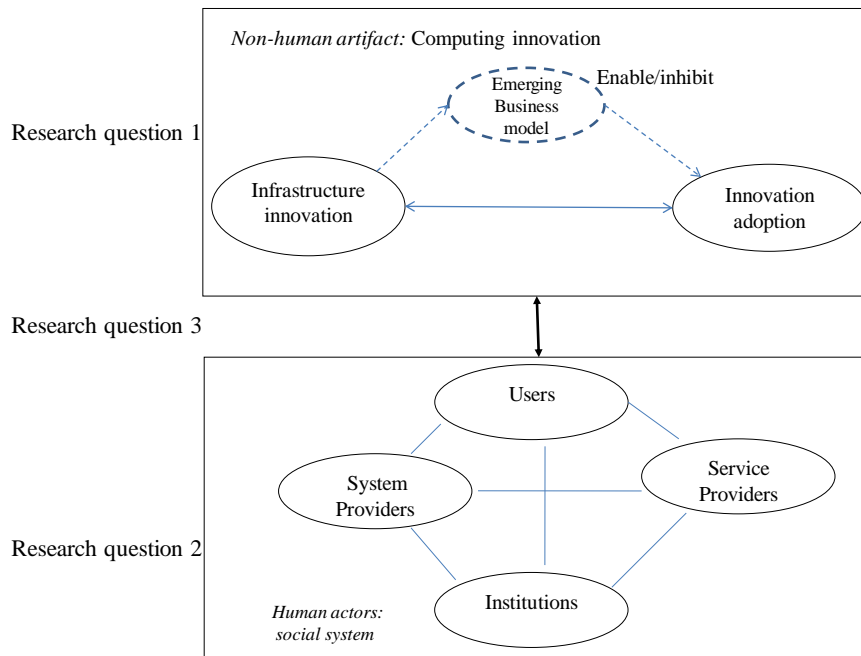 Non-human artifact: Computing innovation
Emerging
Business
model
Enable/inhibit
Research question 1
Infrastructure
innovation
Innovation
adoption
Research question 3
Users
System
Providers
Service
Providers
Research question 2
Institutions
Human actors:
social system